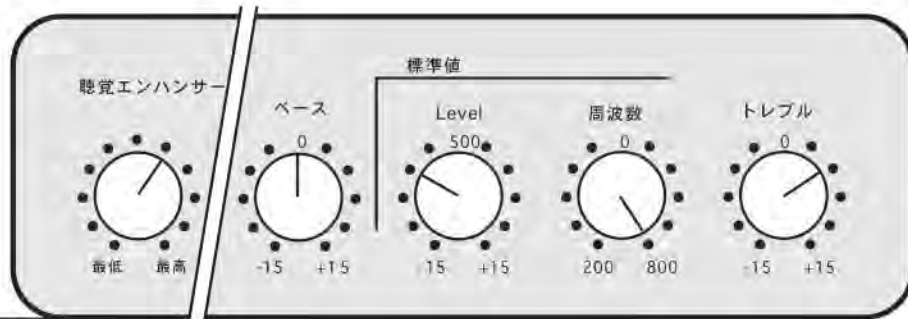 聴覚エンハンサー
最低 最高
ベース
0
-15 +15
標準値
Level
500
-15 +15
周波数
0
200 800
トレブル
0
-15 +15